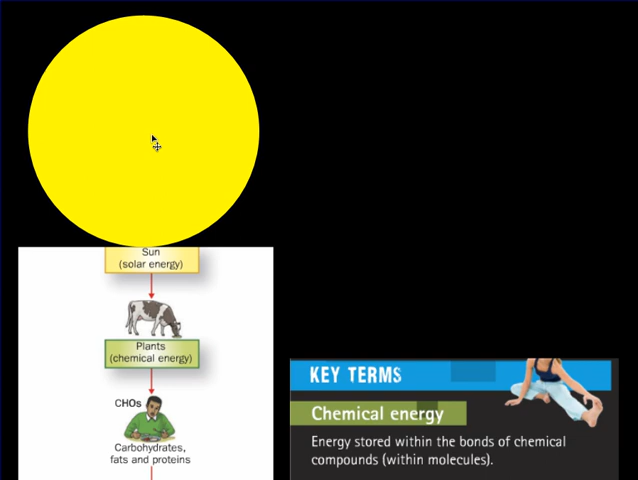 Sun
(solar energy)
Plants
(chemical energy)
CHOs
Carbohydrates,
fats and proteins
KEY TERMS
Chemical energy
Energy stored within the bonds of chemical
compounds (within molecules).